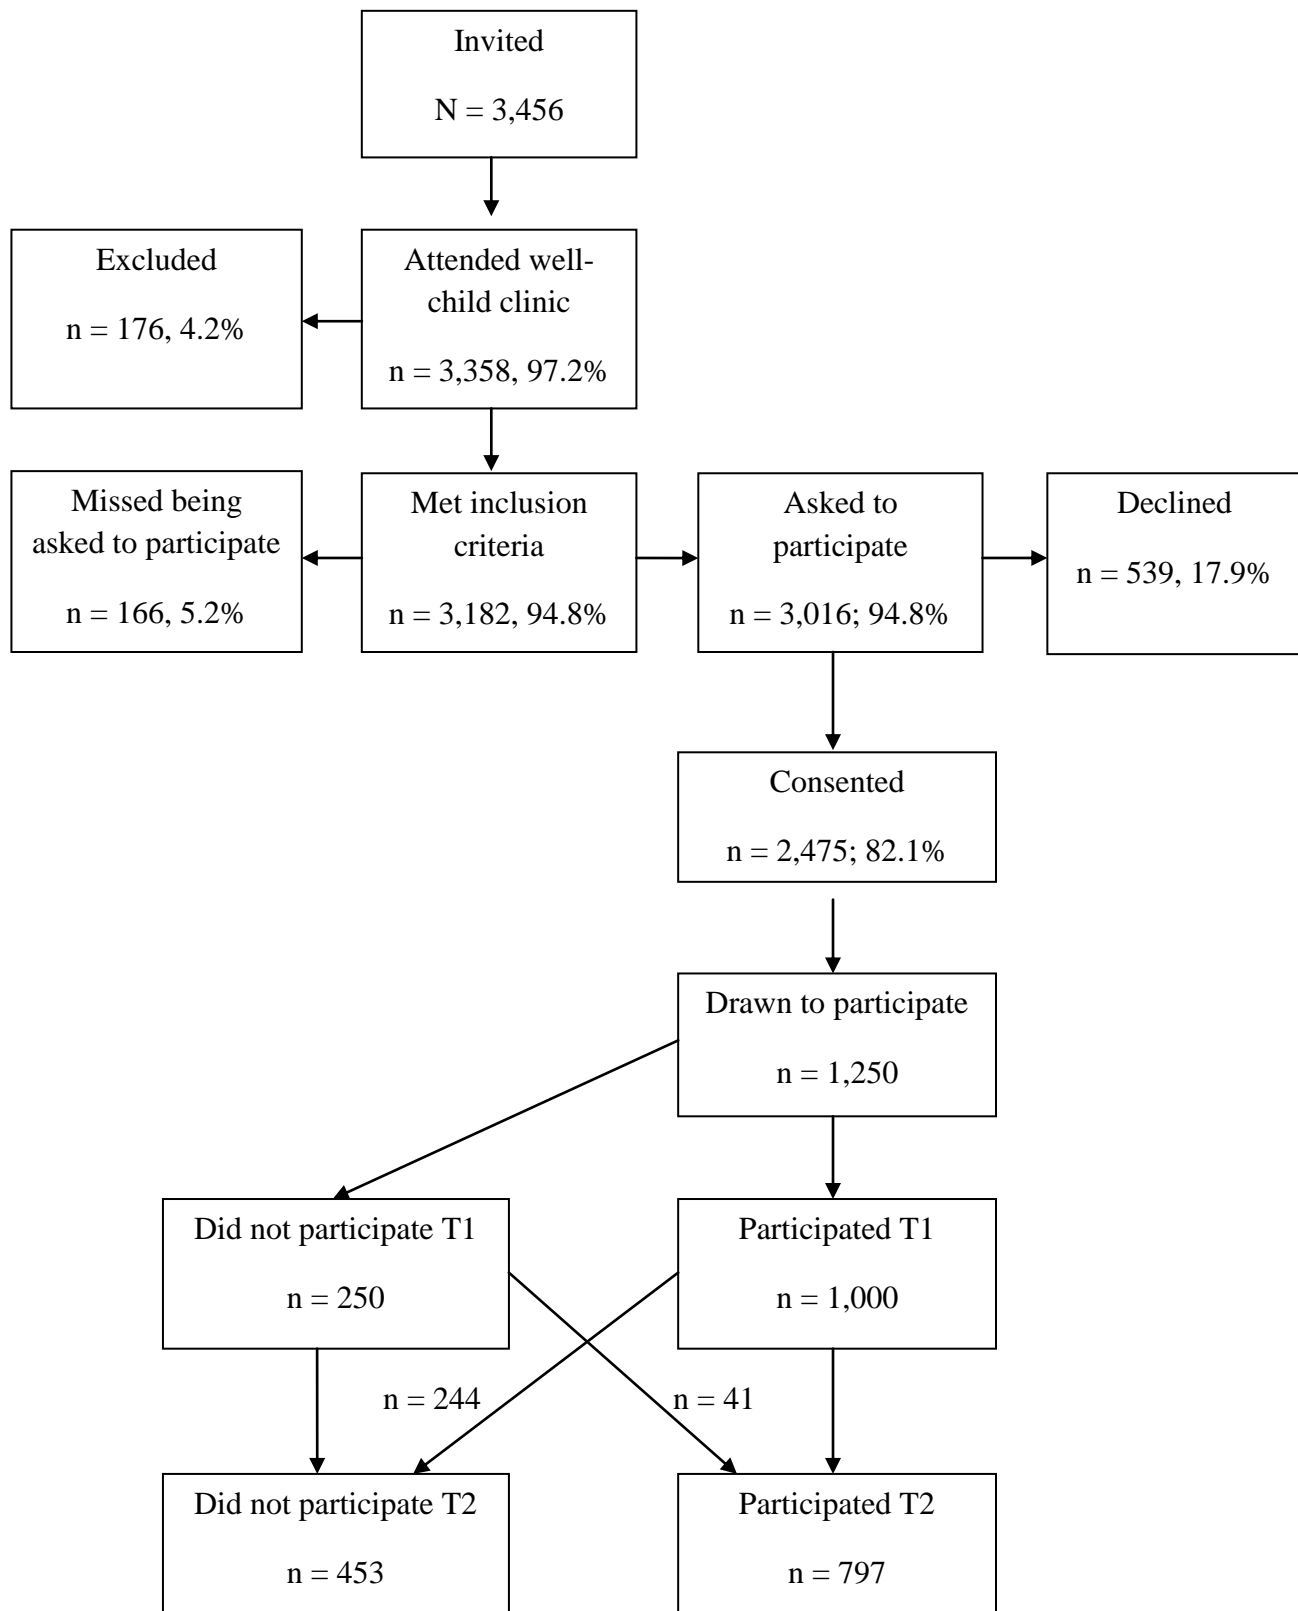 Invited
N = 3,456
Excluded
n = 176, 4.2%
Attended well-
child clinic
n = 3,358, 97.2%
Missed being
asked to participate
n = 166, 5.2%
Met inclusion
criteria
n = 3,182, 94.8%
Asked to
participate
n = 3,016; 94.8%
Declined
n = 539, 17.9%
Consented
n = 2,475; 82.1%
Drawn to participate
n = 1,250
Did not participate T1
n = 250
Participated T1
n = 1,000
n = 244
n = 41
Did not participate T2
n = 453
Participated T2
n = 797